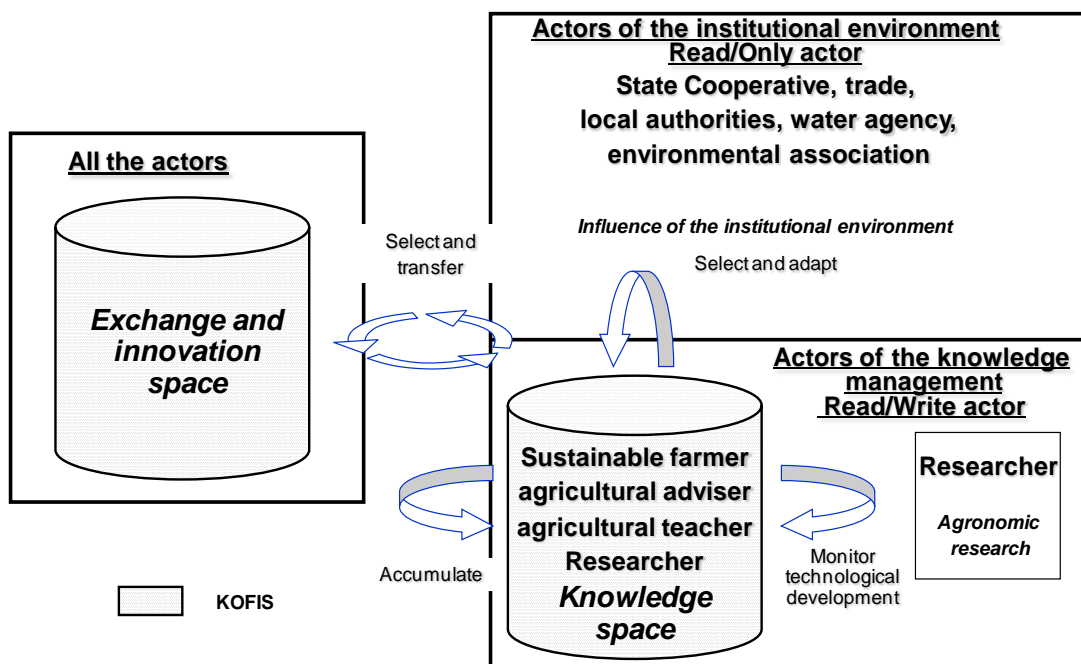 Actors of the institutional environment
Read/Only actor
State Cooperative, trade,
local authorities, water agency,
environmental association
All the actors
Exchange and
innovation
space
Select and
transfer
Influence of the institutional environment
Select and adapt
Actors of the knowledge
management
Read/Write actor
Sustainable farmer
agricultural adviser
agricultural teacher
Researcher
Knowledge
space
Accumulate
Monitor
technological
development
Researcher
Agronomic
research
KOFIS